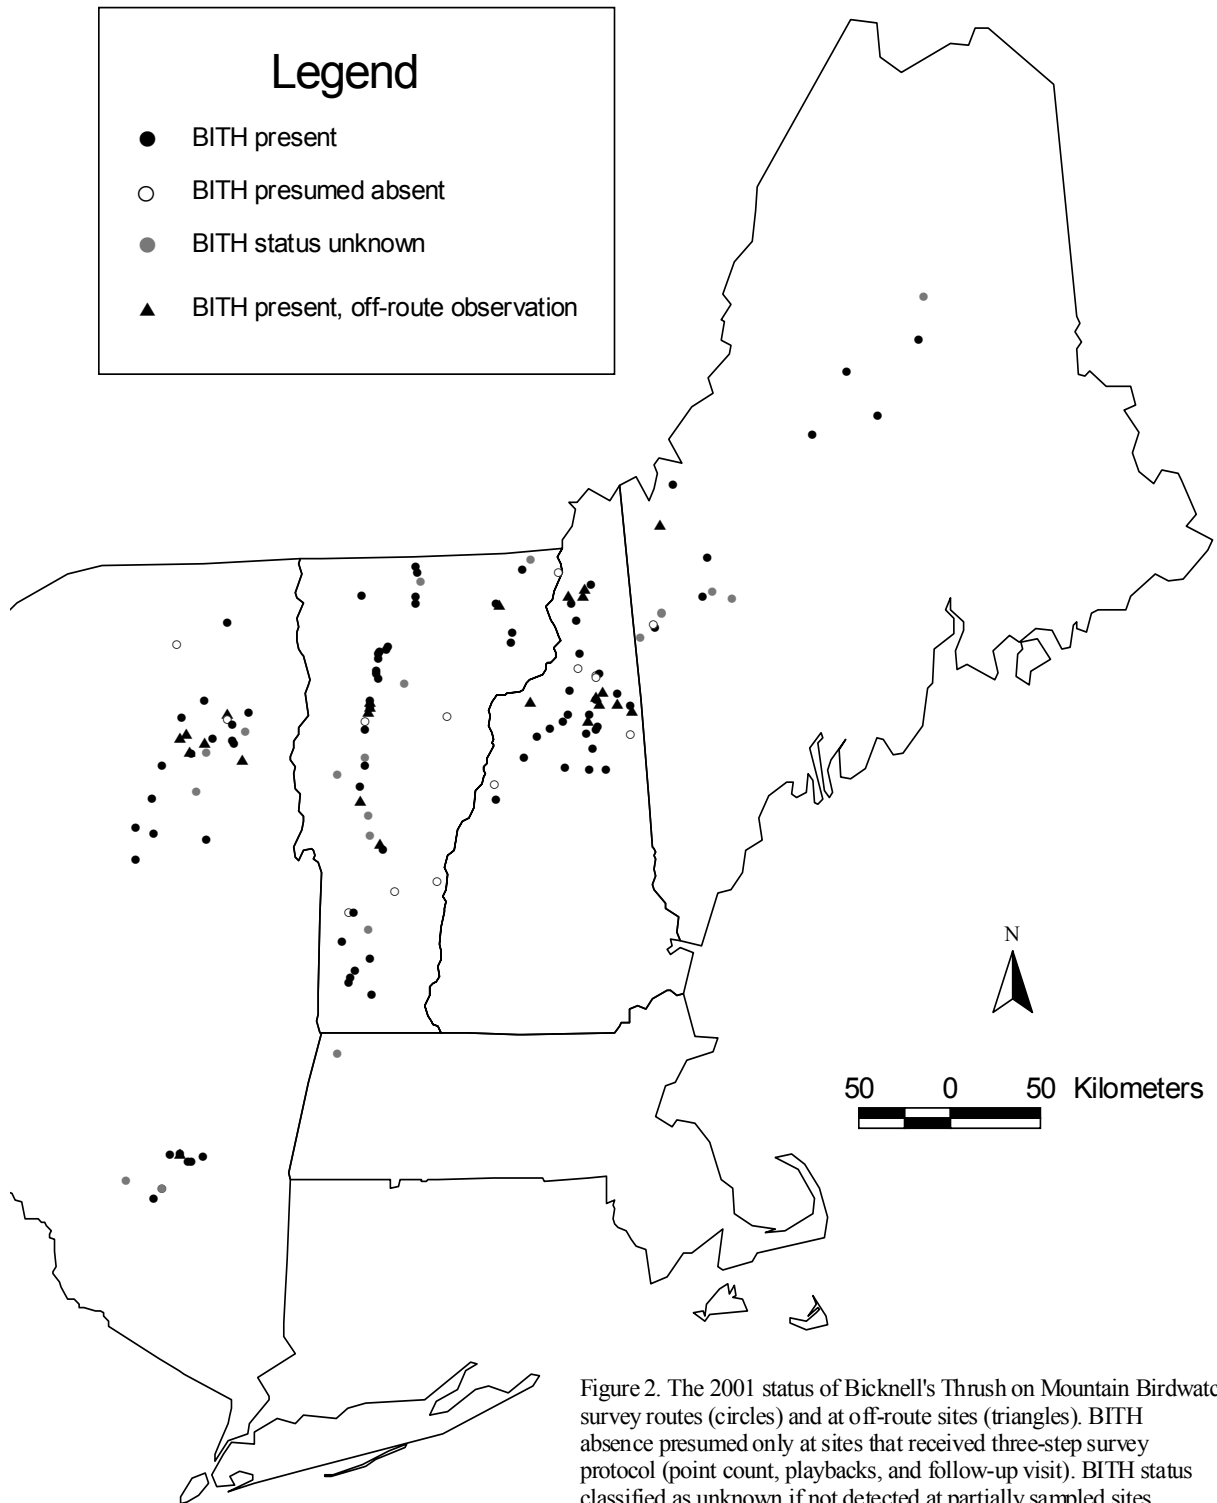 Legend
BITH present
BITH presumed absent
BITH status unknown
BITH present, off-route observation
N
50 0 50 Kilometers
Figure 2. The 2001 status of Bicknell's Thrush on Mountain Birdwatc
survey routes (circles) and at off-route sites (triangles). BITH
absence presumed only at sites that received three-step survey
protocol (point count, playbacks, and follow-up visit). BITH status
classified as unknown if not detected at partially sampled sites